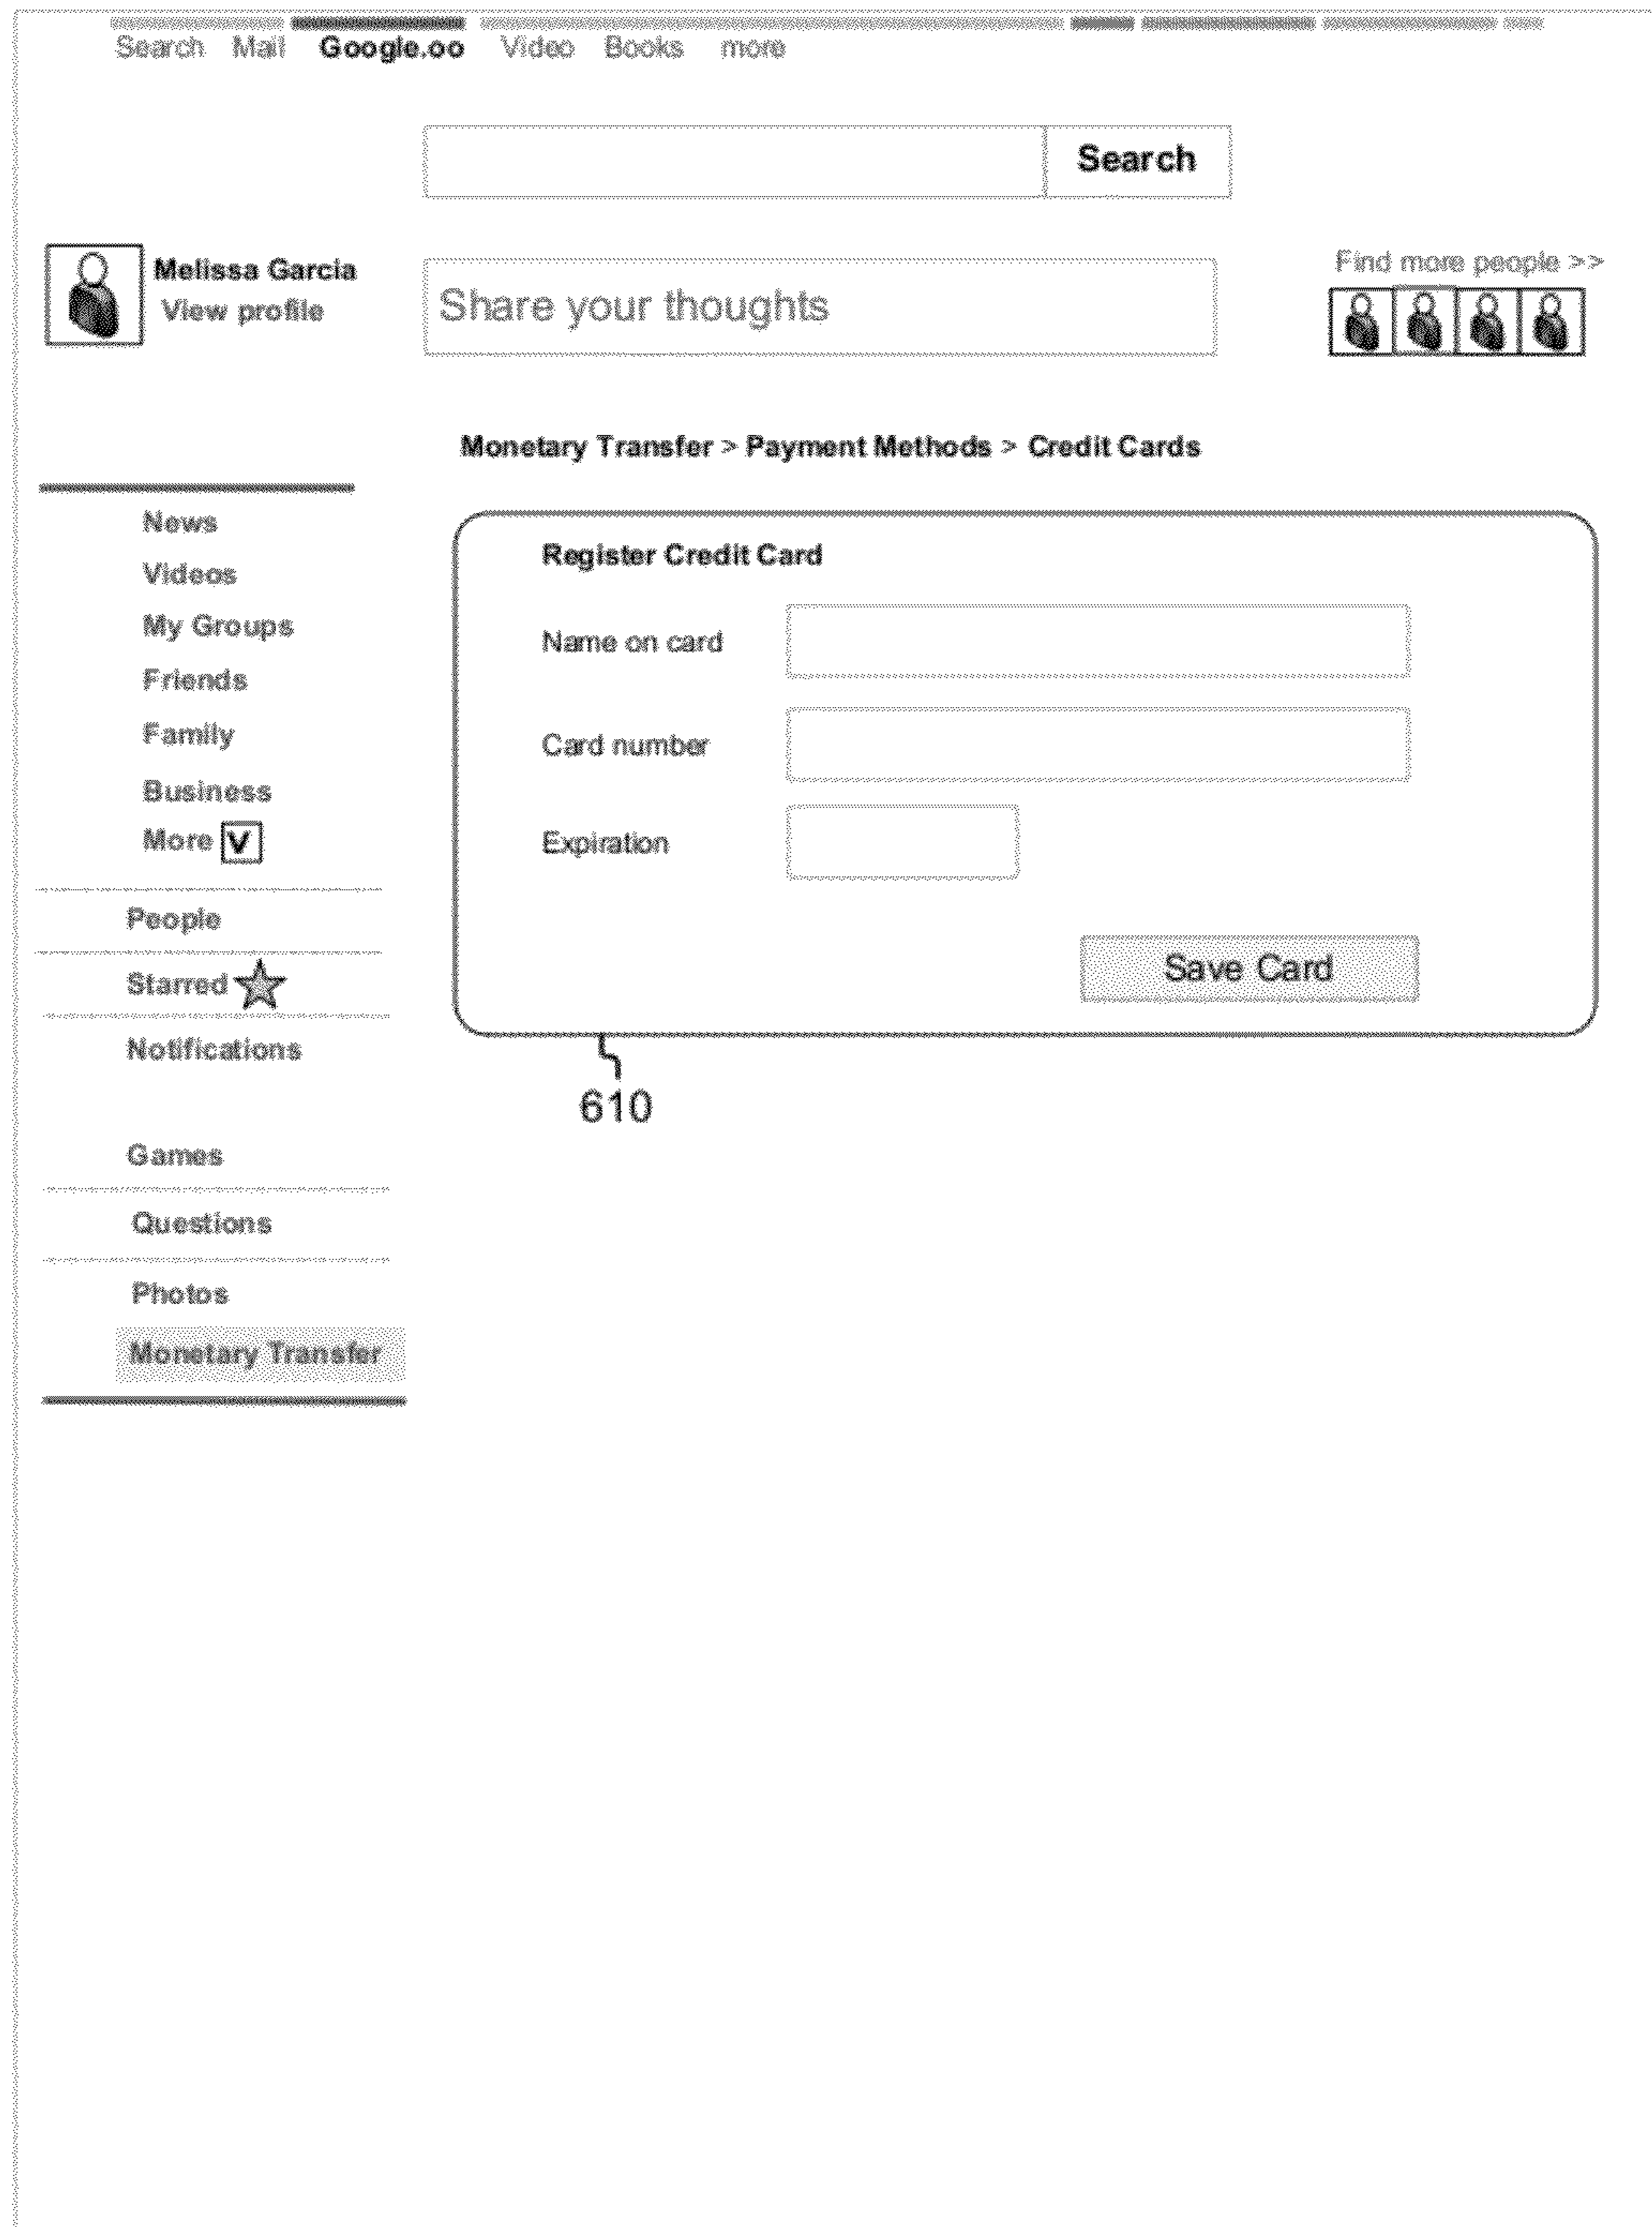 Search Mail Google.oo Video Books more
Search
Melissa Garcia
View profile
Share your thoughts
Find more people >>
Monetary Transfer > Payment Methods > Credit Cards
News
Videos
My Groups
Friends
Family
Business
More V
People
Starred
Notifications
Games
Questions
Photos
Monetary Transfer
Register Credit Card
Name on card
Card number
Expiration
Save Card
610